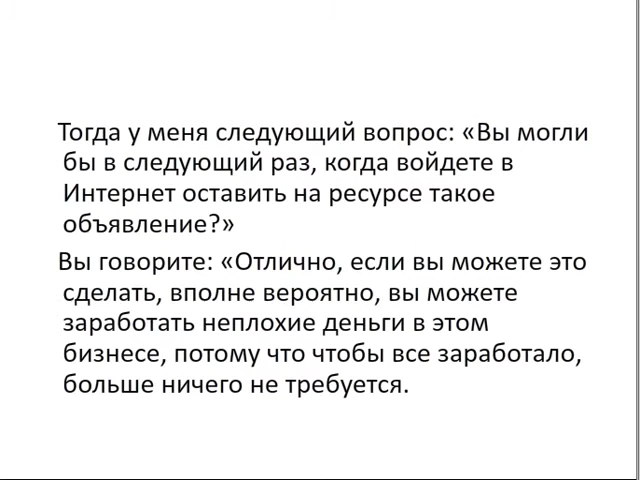 Тогда у меня следующий вопрос: «Вы могли
бы в следующий раз, когда войдете в
Интернет оставить на ресурсе такое
объявление?»
Вы говорите: «Отлично, если вы можете это
сделать, вполне вероятно, вы можете
заработать неплохие деньги в этом
бизнесе, потому что чтобы все заработало,
больше ничего не требуется.